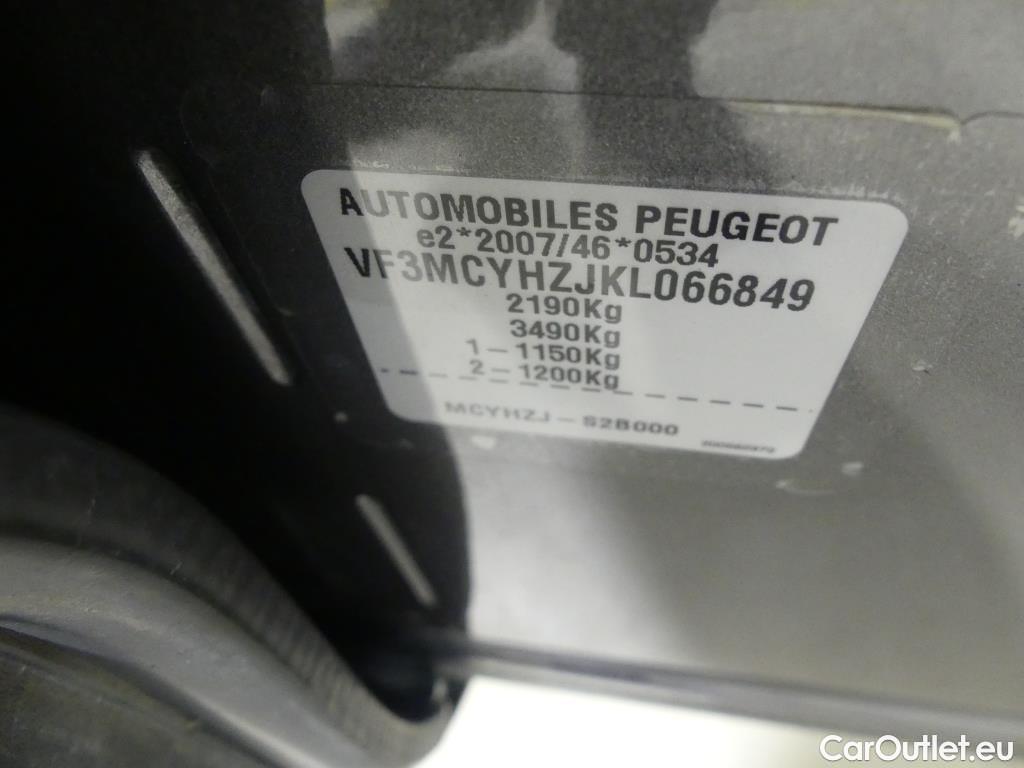 AUTOMOBILES PEUGEOT
e2*2007/46*0534
VF3MCYHZJKL066849
2190Kg
3490Kg
1-1150Kg
2-1200Kg
MCYHZJ-S2B000
CarOutlet.eu